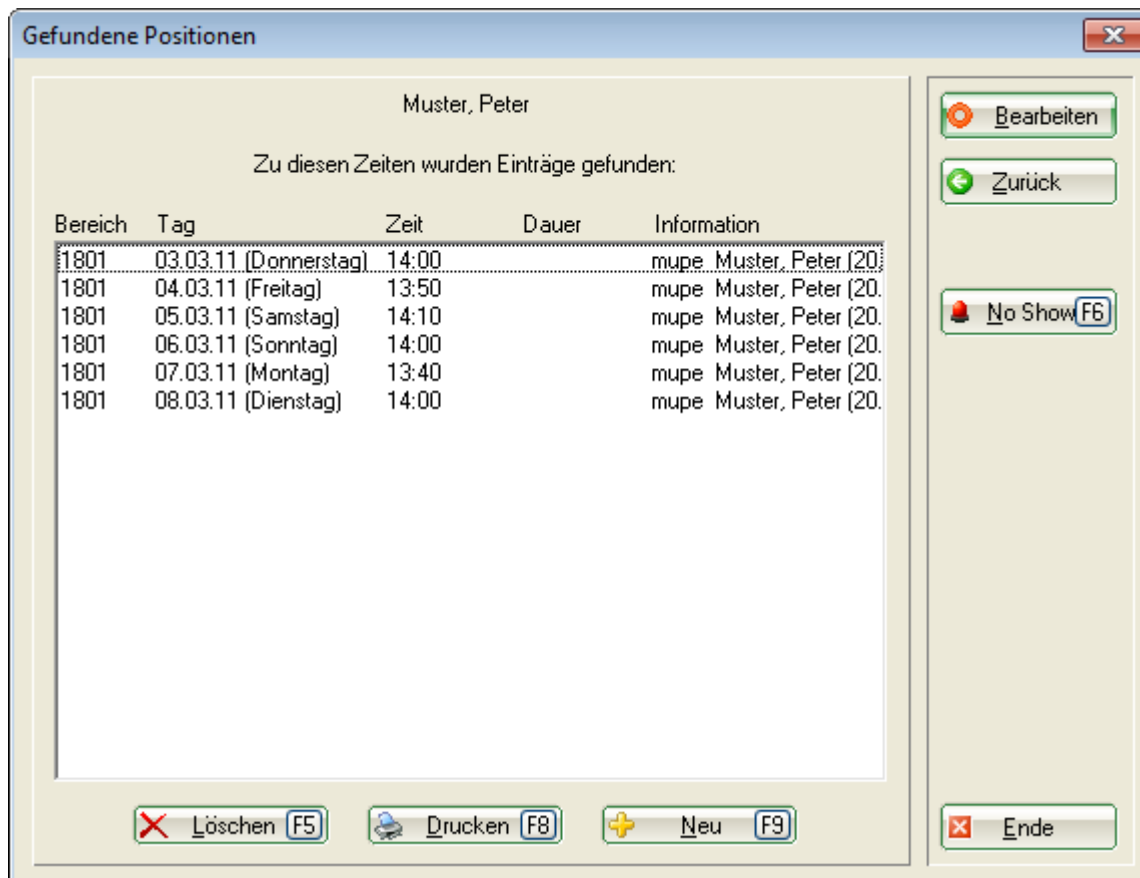 Gefundene Positionen
Muster, Peter
Zu diesen Zeiten wurden Einträge gefunden:
Bereich Tag Zeit Dauer Information
1801 03.03.11 (Donnerstag) 14:00 mupe Muster, Peter (20.
1801 04.03.11 (Freitag) 13:50 mupe Muster, Peter (20.
1801 05.03.11 (Samstag) 14:10 mupe Muster, Peter (20.
1801 06.03.11 (Sonntag) 14:00 mupe Muster, Peter (20.
1801 07.03.11 (Montag) 13:40 mupe Muster, Peter (20.
1801 08.03.11 (Dienstag) 14:00 mupe Muster, Peter (20.
Löschen F5 Drucken F8 Neu F9
Bearbeiten
Zurück
No Show F6
Ende